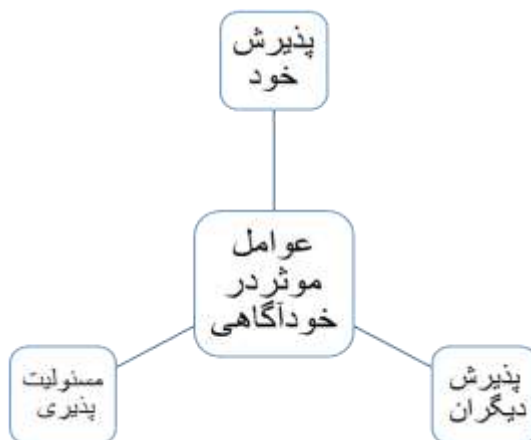 پذیرش
خود
عوامل
موثردر
خودآگاهی
پذیرش
دیگران
مسئولیت
پذیری